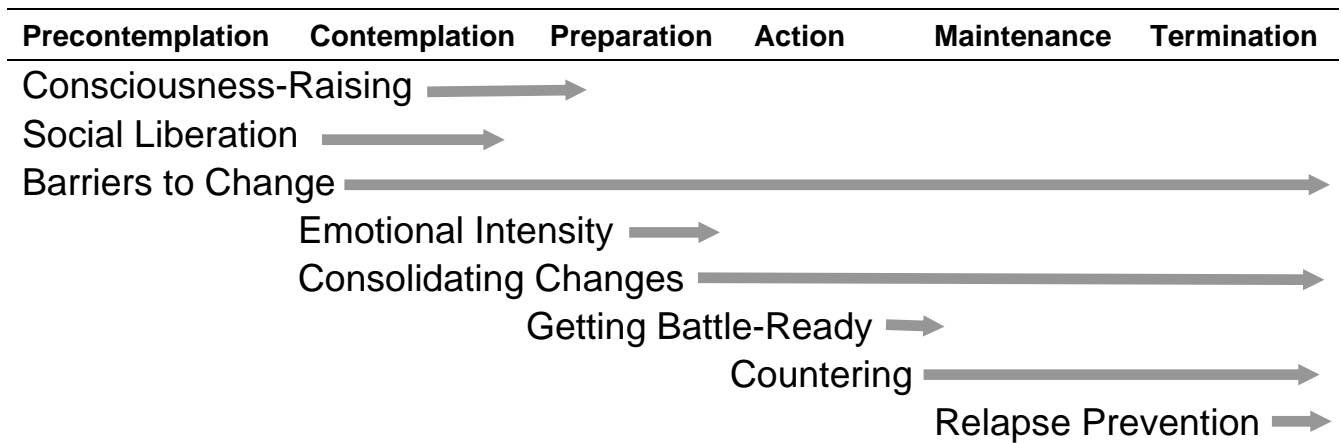 Precontemplation Contemplation Preparation Action Maintenance Termination
Consciousness-Raising
Social Liberation
Barriers to Change
Emotional Intensity
Consolidating Changes
Getting Battle-Ready
Countering
Relapse Prevention